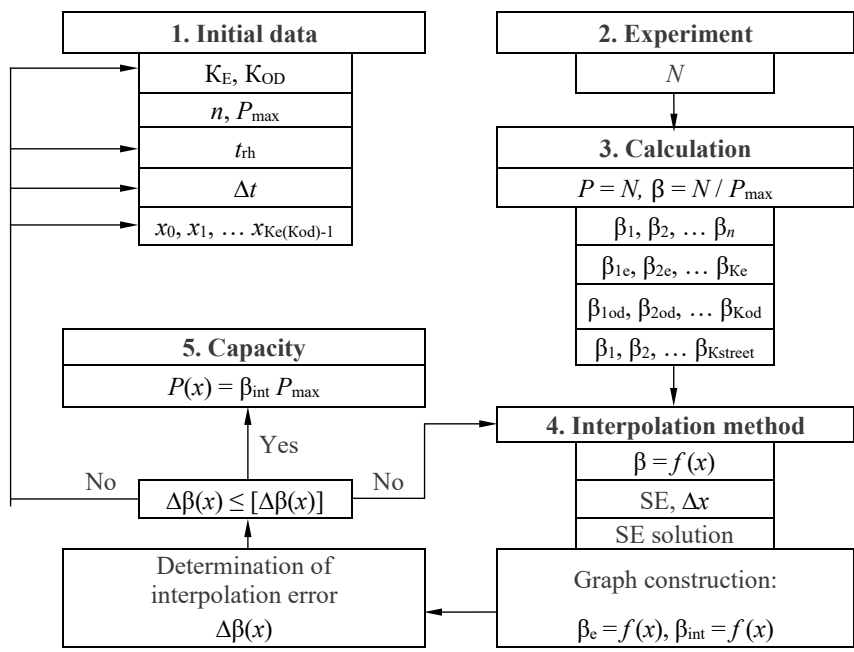 1. Initial data
K_E, K_OD
n, P_max
t_rh
Δt
x_0, x_1, … x_Ke(Kod)-1
2. Experiment
N
3. Calculation
P = N, β = N / P_max
β_1, β_2, … β_n
β_1e, β_2e, … β_Ke
β_1od, β_2od, … β_Kod
β_1, β_2, … β_Kstreet
4. Interpolation method
β = f(x)
SE, Δx
SE solution
Graph construction:
β_e = f(x), β_int = f(x)
Determination of
interpolation error
Δβ(x)
No
Δβ(x) ≤ [Δβ(x)]
No
Yes
5. Capacity
P(x) = β_int P_max